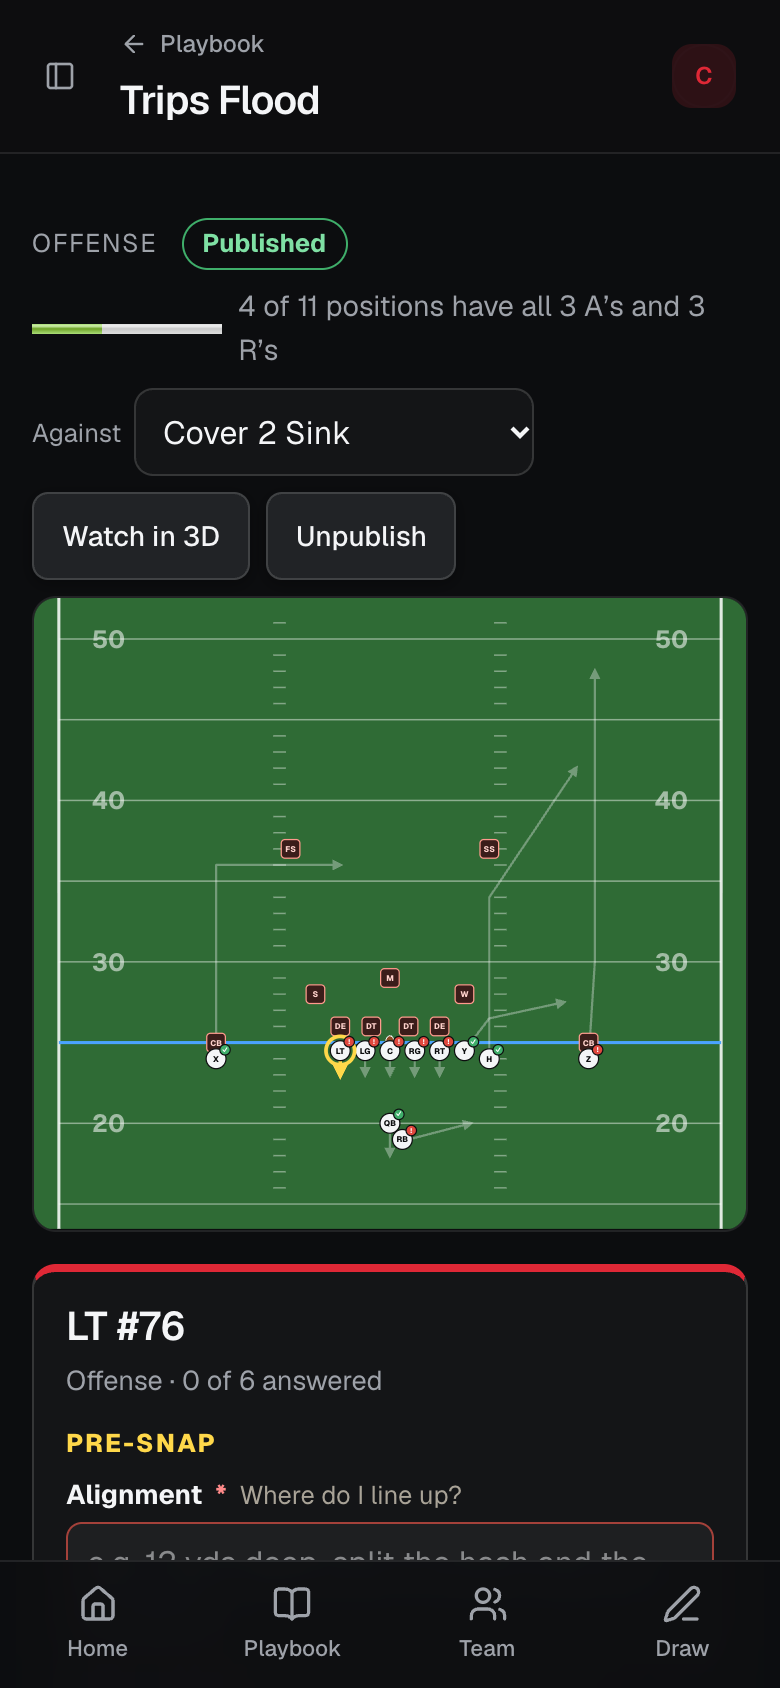 Playbook
Trips Flood
C
OFFENSE
Published
4 of 11 positions have all 3 A’s and 3
R’s
Against
Cover 2 Sink
Watch in 3D
Unpublish
50 50
40 40
FS SS
30 30
M
S W
DE DT DT DE
CB CB
LT LG C RG RT Y
X H Z
20 QB 20
RB
LT #76
Offense · 0 of 6 answered
PRE-SNAP
Alignment * Where do I line up?
Home
Playbook
Team
Draw